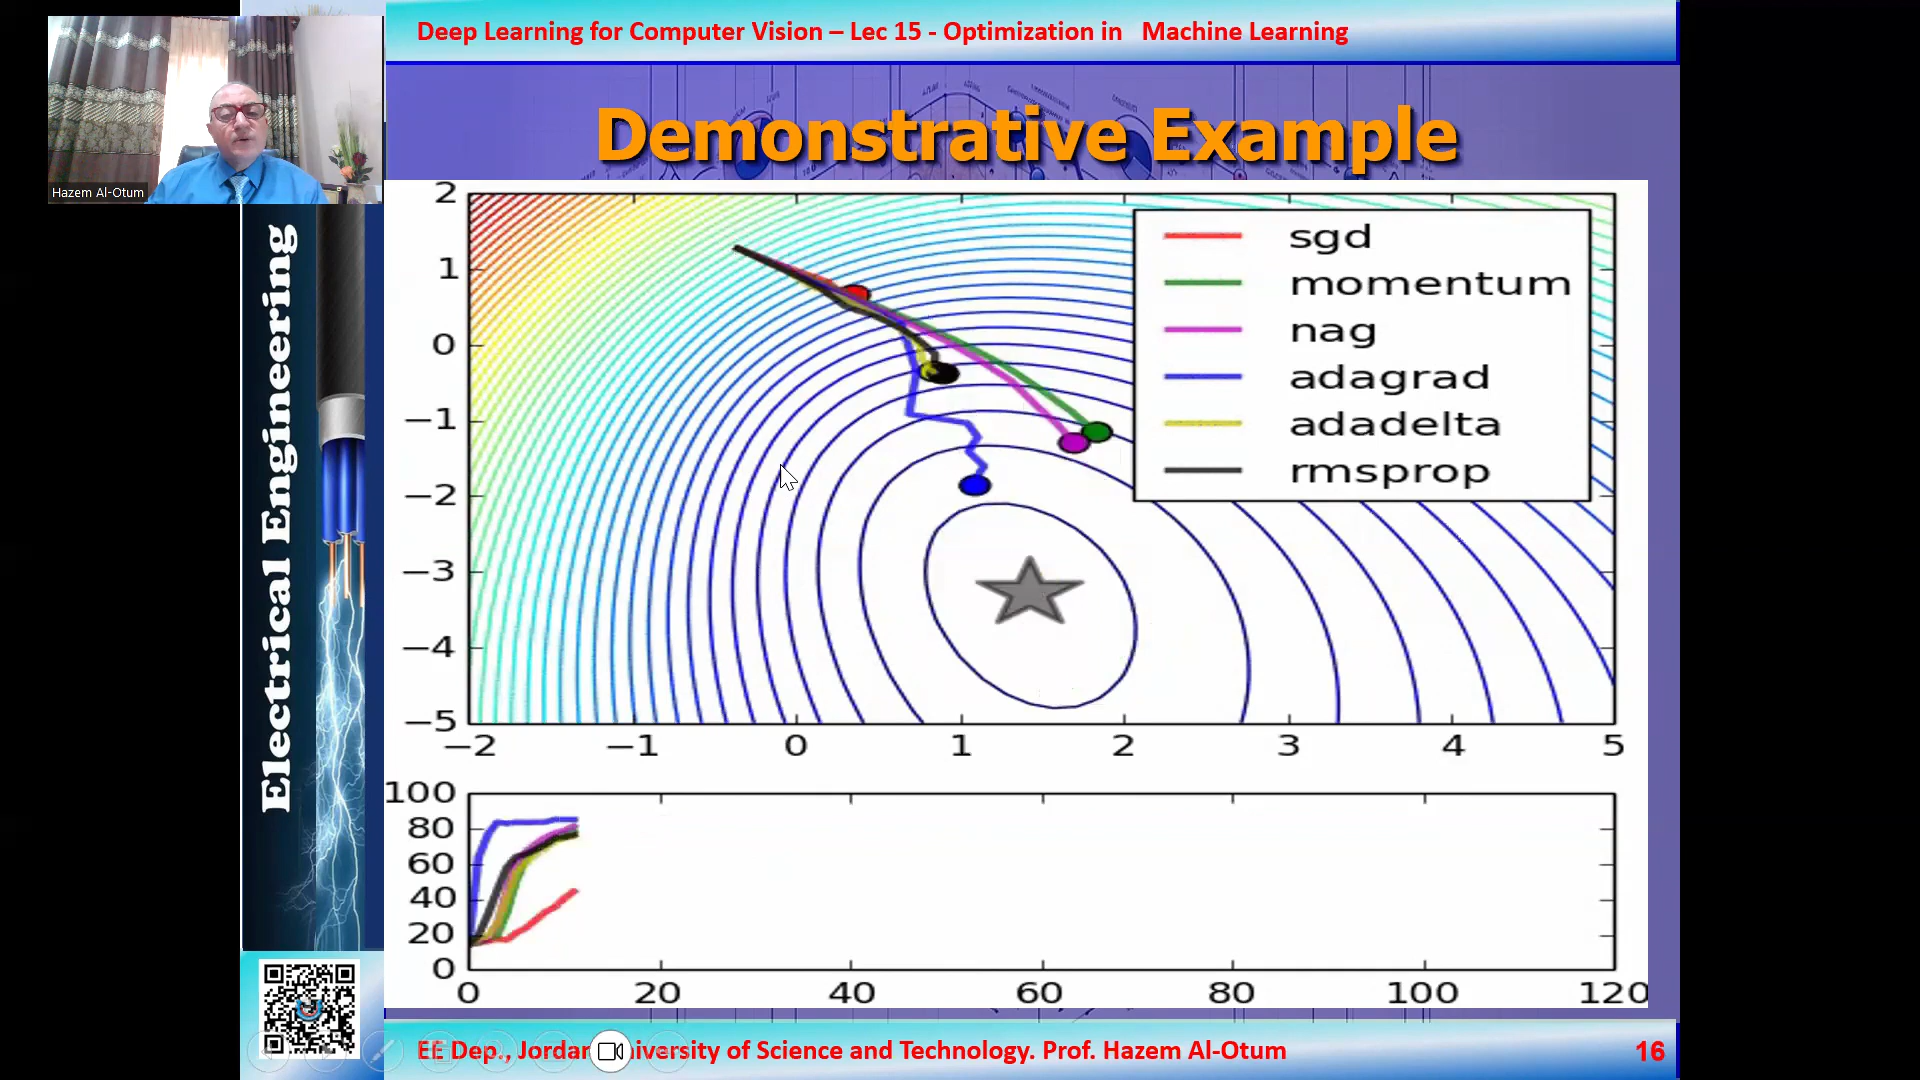 Deep Learning for Computer Vision – Lec 15 - Optimization in Machine Learning
Hazem Al-Otum
Demonstrative Example
Electrical Engineering
2
1
0
−1
−2
−3
−4
−5
−2 −1 0 1 2 3 4 5
sgd
momentum
nag
adagrad
adadelta
rmsprop
100
80
60
40
20
0
0 20 40 60 80 100 120
EE Dep., Jordan University of Science and Technology. Prof. Hazem Al-Otum
16